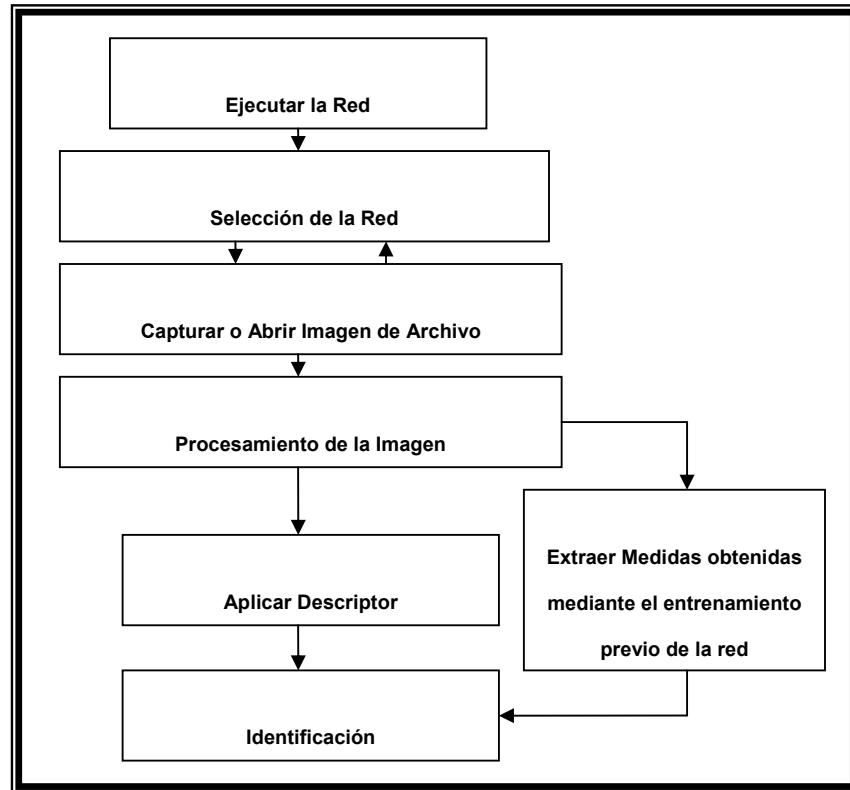 Ejecutar la Red
Selección de la Red
Capturar o Abrir Imagen de Archivo
Procesamiento de la Imagen
Extraer Medidas obtenidas
mediante el entrenamiento
previo de la red
Aplicar Descriptor
Identificación